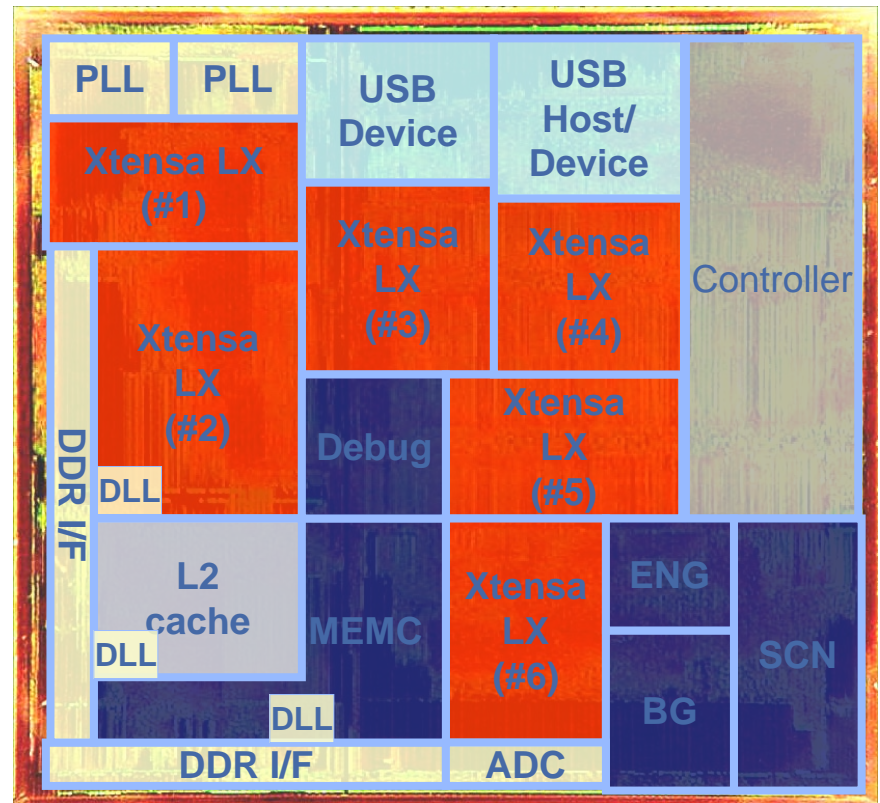 PLL
PLL
USB
Device
USB
Host/
Device
Xtensa LX
(#1)
Xtensa
LX
(#3)
Xtensa
LX
(#4)
Controller
Xtensa
LX
(#2)
DLL
DDR I/F
Debug
Xtensa
LX
(#5)
L2
cache
DLL
MEMC
DLL
Xtensa
LX
(#6)
ENG
BG
SCN
DDR I/F
ADC